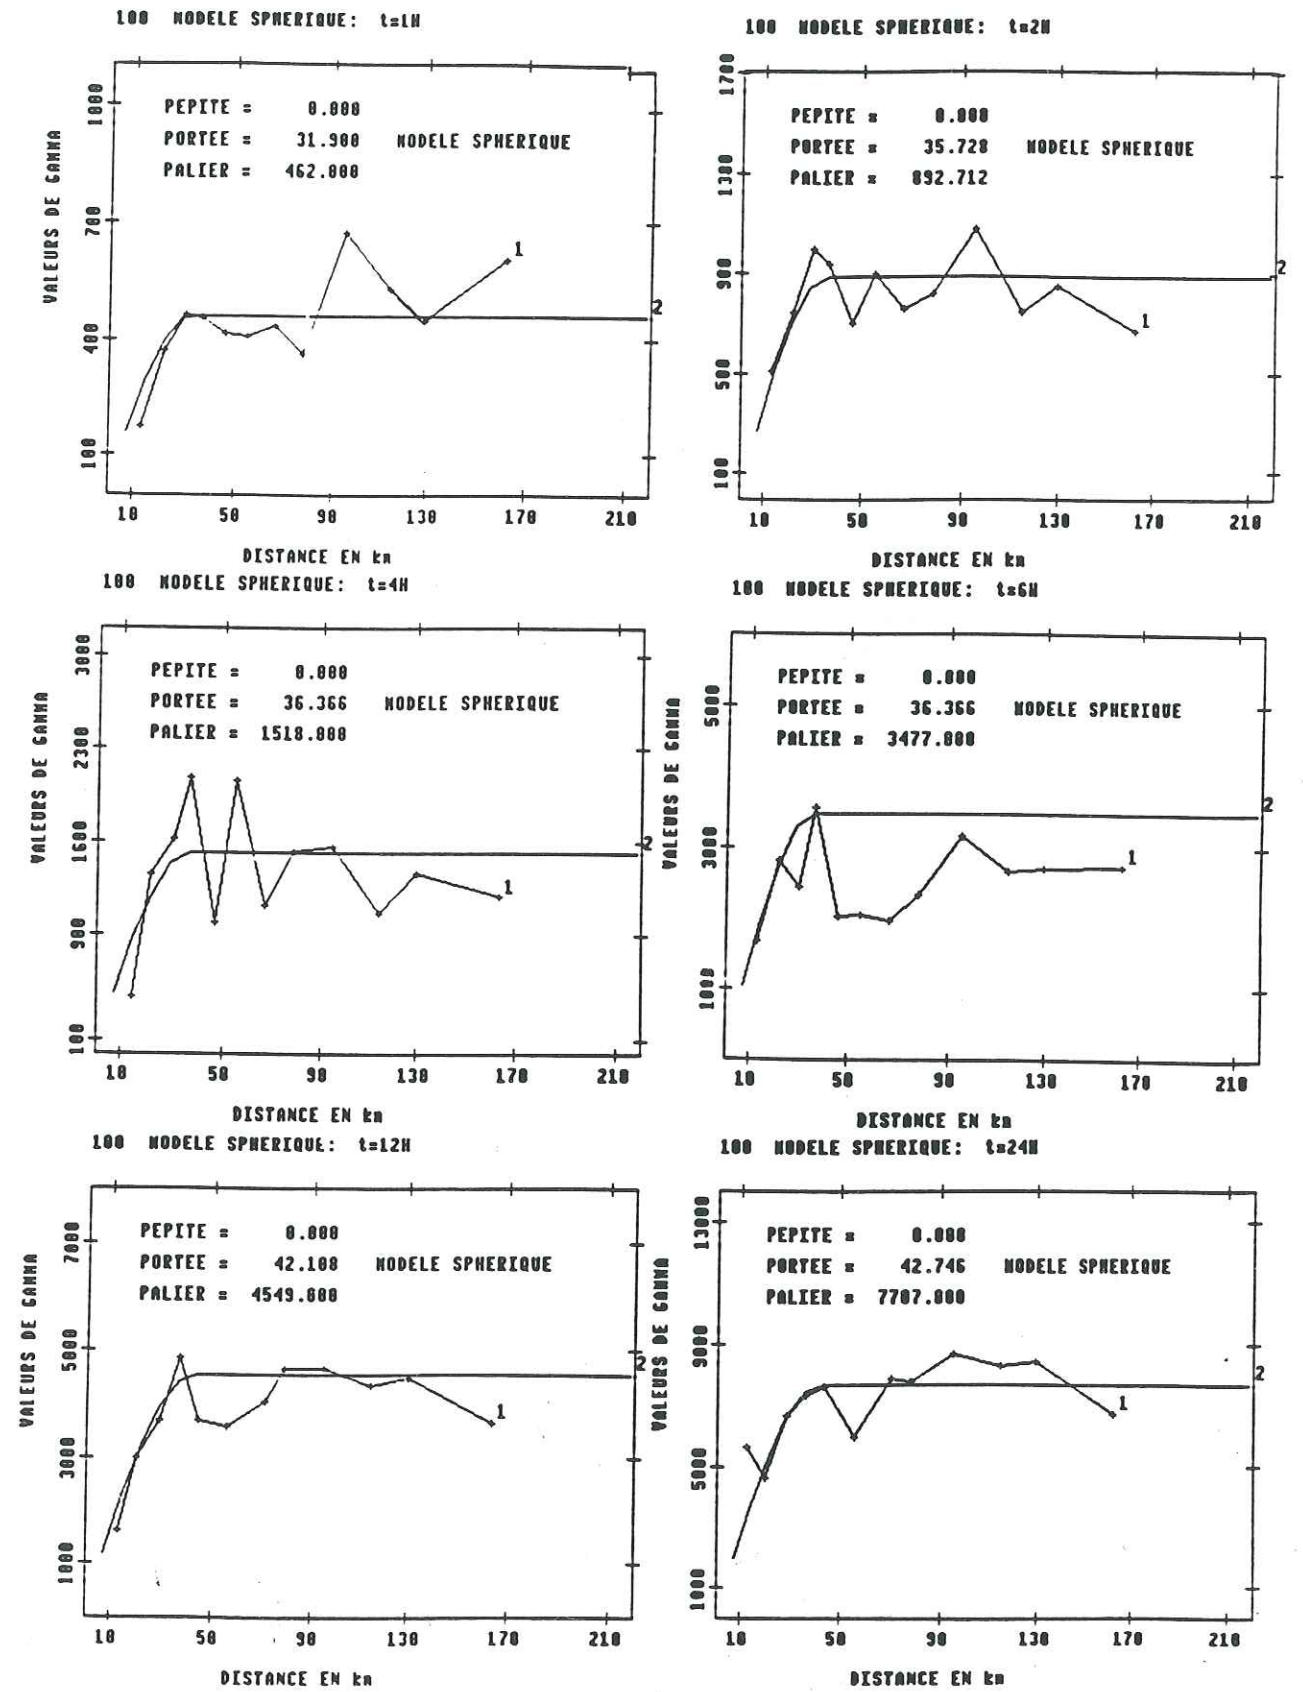 100 MODELE SPHERIQUE: t=1H
VALEURS DE GAMMA
1000
700
400
100
PEPITE = 0.000
PORTEE = 31.900 MODELE SPHERIQUE
PALIER = 462.000
1
2
10 50 90 130 170 210
DISTANCE EN km
100 MODELE SPHERIQUE: t=2H
1700
1300
900
500
100
PEPITE = 0.000
PORTEE = 35.728 MODELE SPHERIQUE
PALIER = 892.712
2
1
10 50 90 130 170 210
DISTANCE EN km
100 MODELE SPHERIQUE: t=4H
VALEURS DE GAMMA
3000
2300
1600
900
100
PEPITE = 0.000
PORTEE = 36.366 MODELE SPHERIQUE
PALIER = 1518.000
2
1
10 50 90 130 170 210
DISTANCE EN km
100 MODELE SPHERIQUE: t=6H
VALEURS DE GAMMA
5000
3000
1000
PEPITE = 0.000
PORTEE = 36.366 MODELE SPHERIQUE
PALIER = 3477.000
2
1
10 50 90 130 170 210
DISTANCE EN km
100 MODELE SPHERIQUE: t=12H
VALEURS DE GAMMA
7000
5000
3000
1000
PEPITE = 0.000
PORTEE = 42.108 MODELE SPHERIQUE
PALIER = 4549.000
2
1
10 50 90 130 170 210
DISTANCE EN km
100 MODELE SPHERIQUE: t=24H
VALEURS DE GAMMA
13000
9000
5000
1000
PEPITE = 0.000
PORTEE = 42.746 MODELE SPHERIQUE
PALIER = 7707.000
2
1
10 50 90 130 170 210
DISTANCE EN km